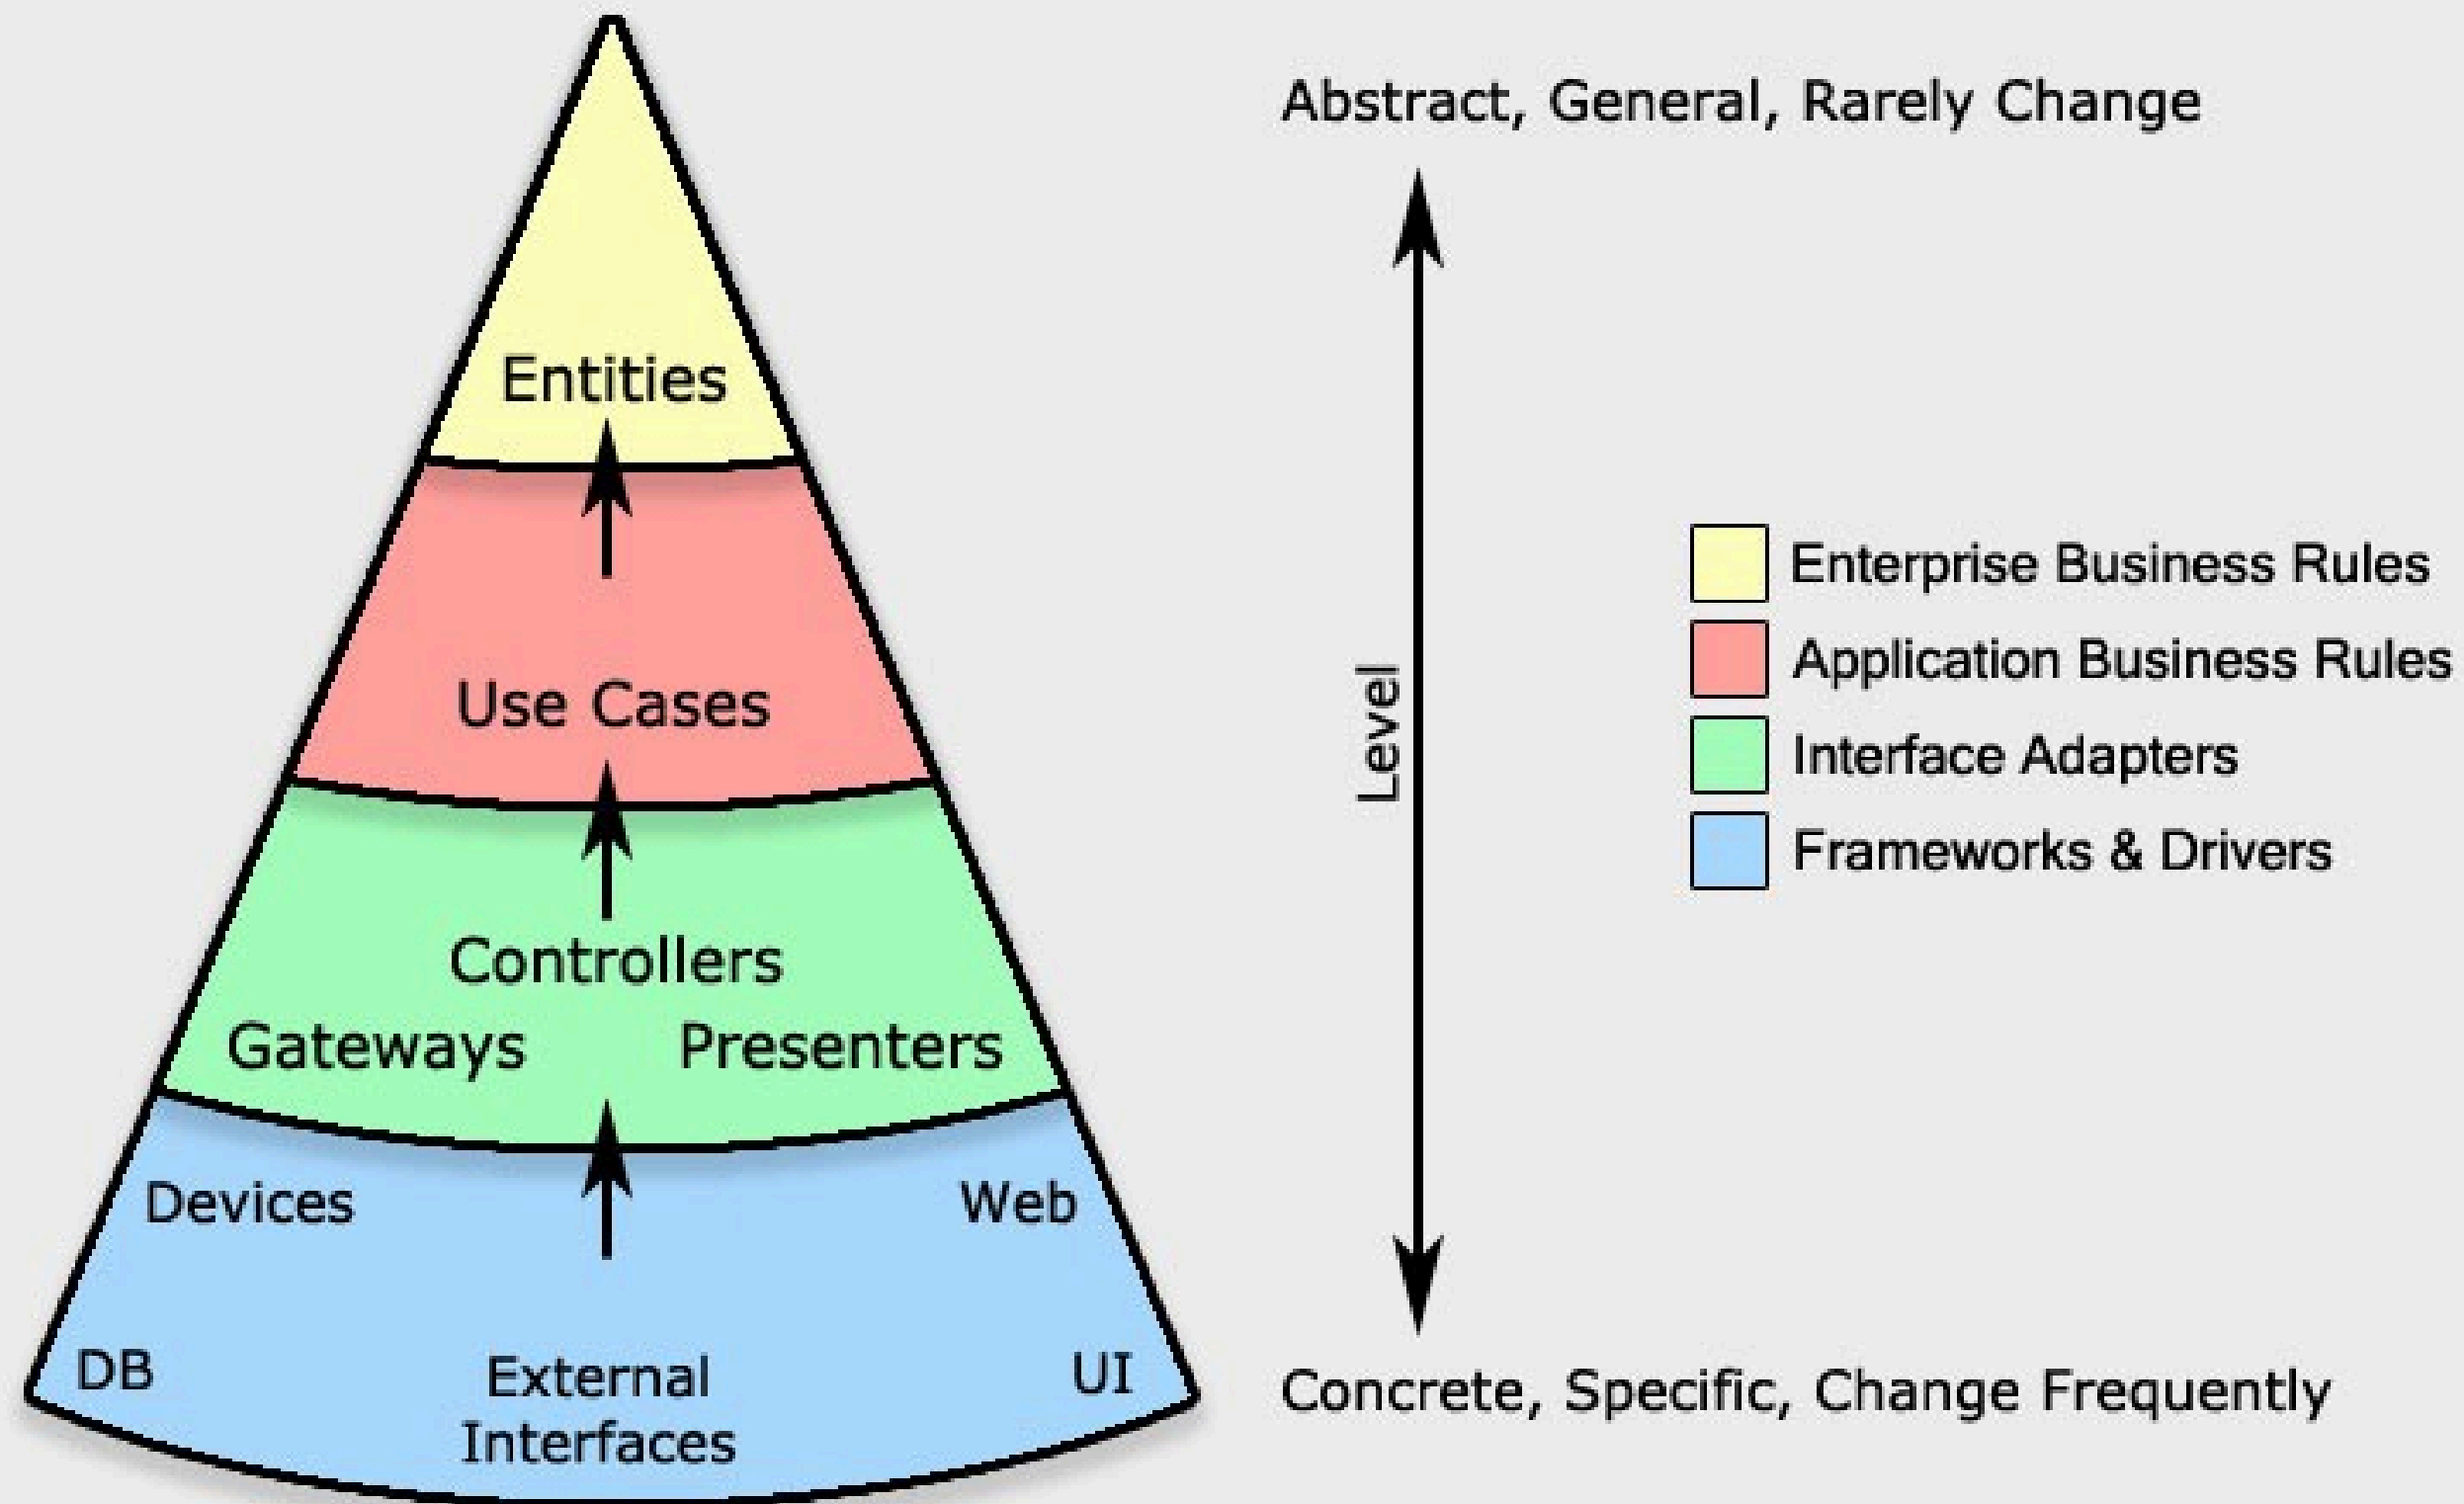 Abstract, General, Rarely Change
Entities
Use Cases
Controllers
Gateways Presenters
Devices Web
DB External UI
Interfaces
Level
Enterprise Business Rules
Application Business Rules
Interface Adapters
Frameworks & Drivers
Concrete, Specific, Change Frequently